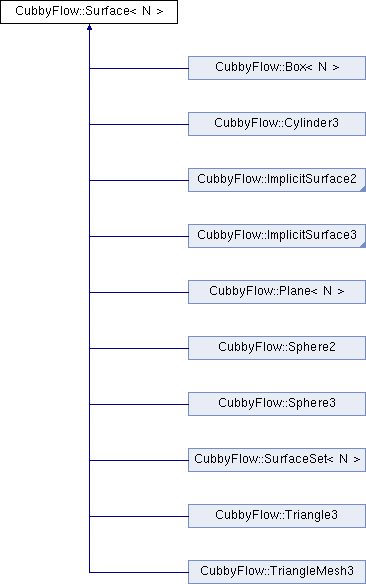 CubbyFlow::Surface< N >
CubbyFlow::Box< N >
CubbyFlow::Cylinder3
CubbyFlow::ImplicitSurface2
CubbyFlow::ImplicitSurface3
CubbyFlow::Plane< N >
CubbyFlow::Sphere2
CubbyFlow::Sphere3
CubbyFlow::SurfaceSet< N >
CubbyFlow::Triangle3
CubbyFlow::TriangleMesh3